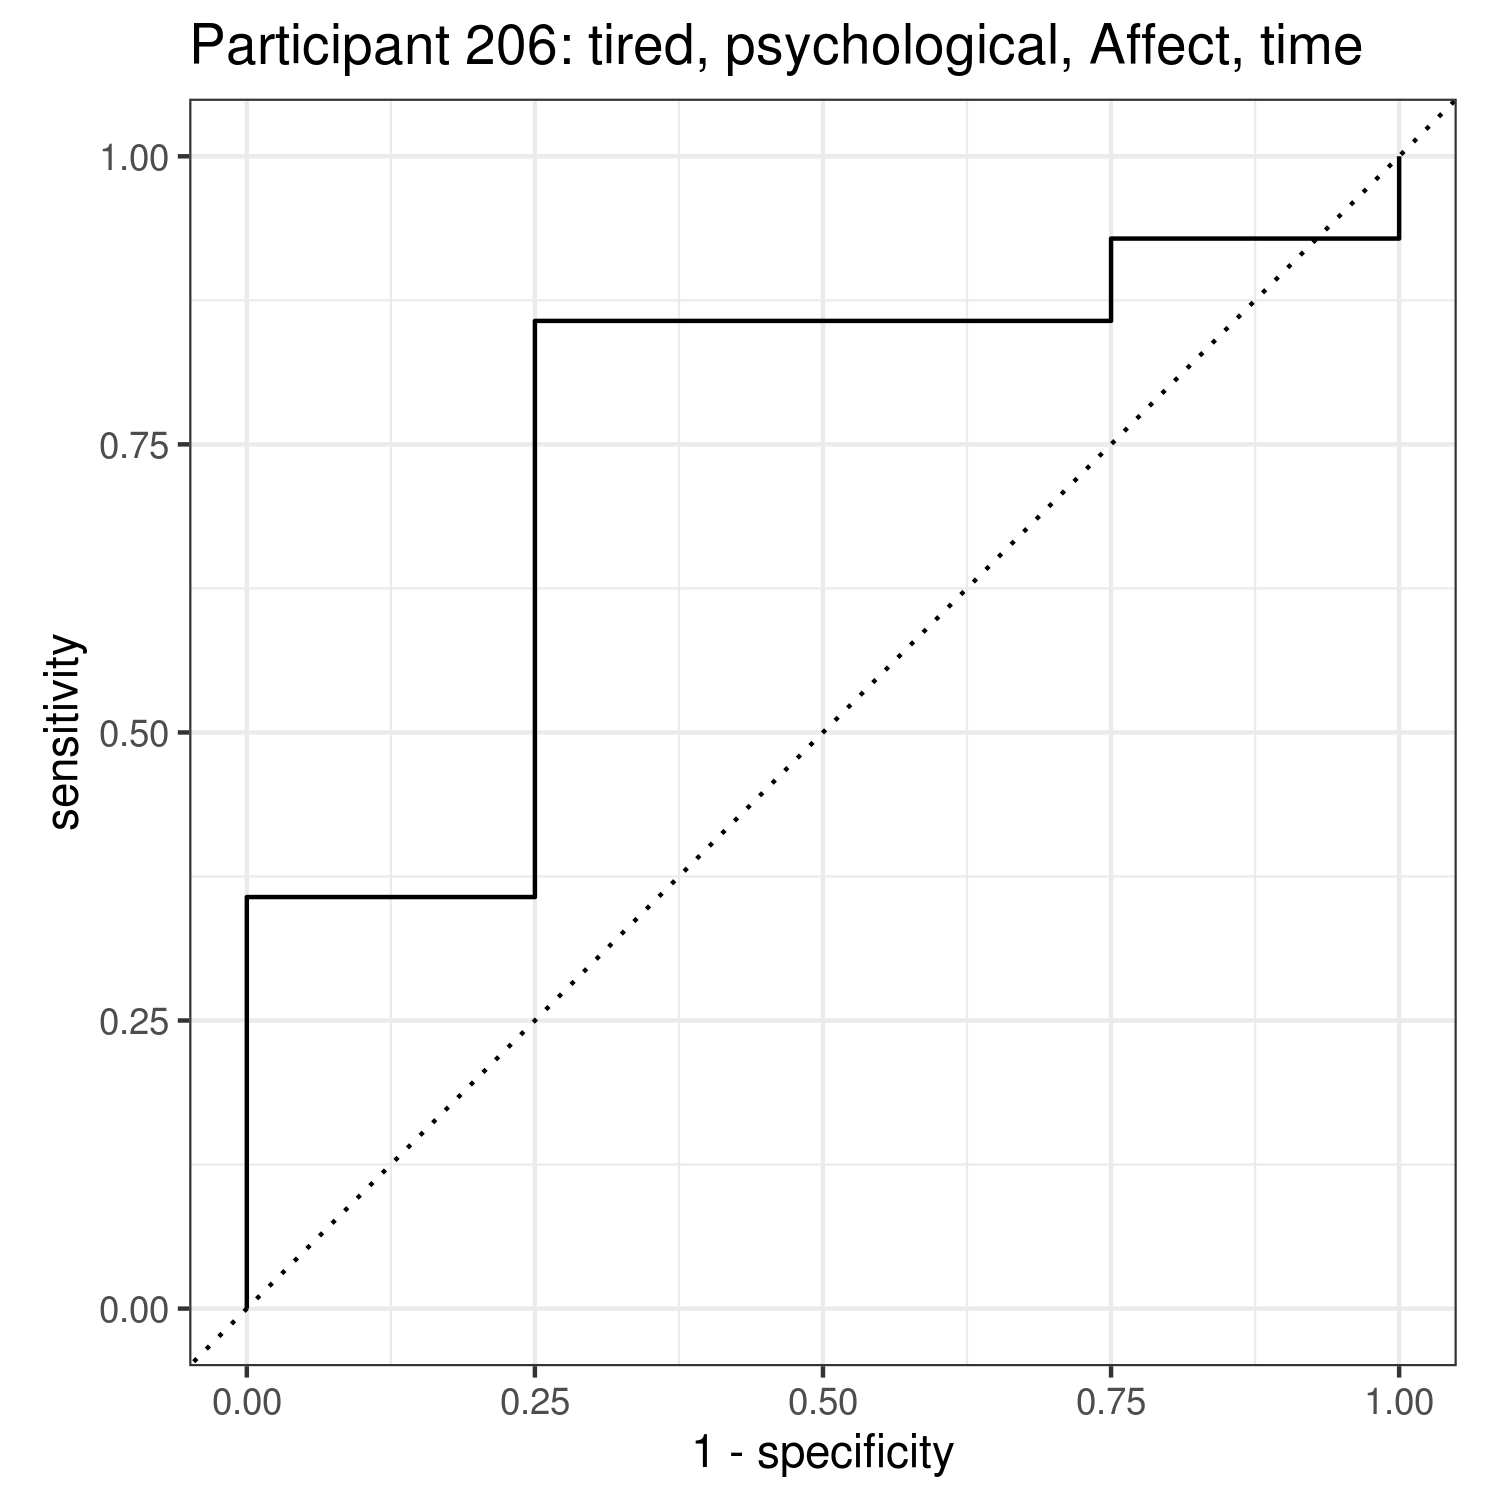 Participant 206: tired, psychological, Affect, time
1.00
0.75
0.50
0.25
0.00
sensitivity
0.00 0.25 0.50 0.75 1.00
1 - specificity